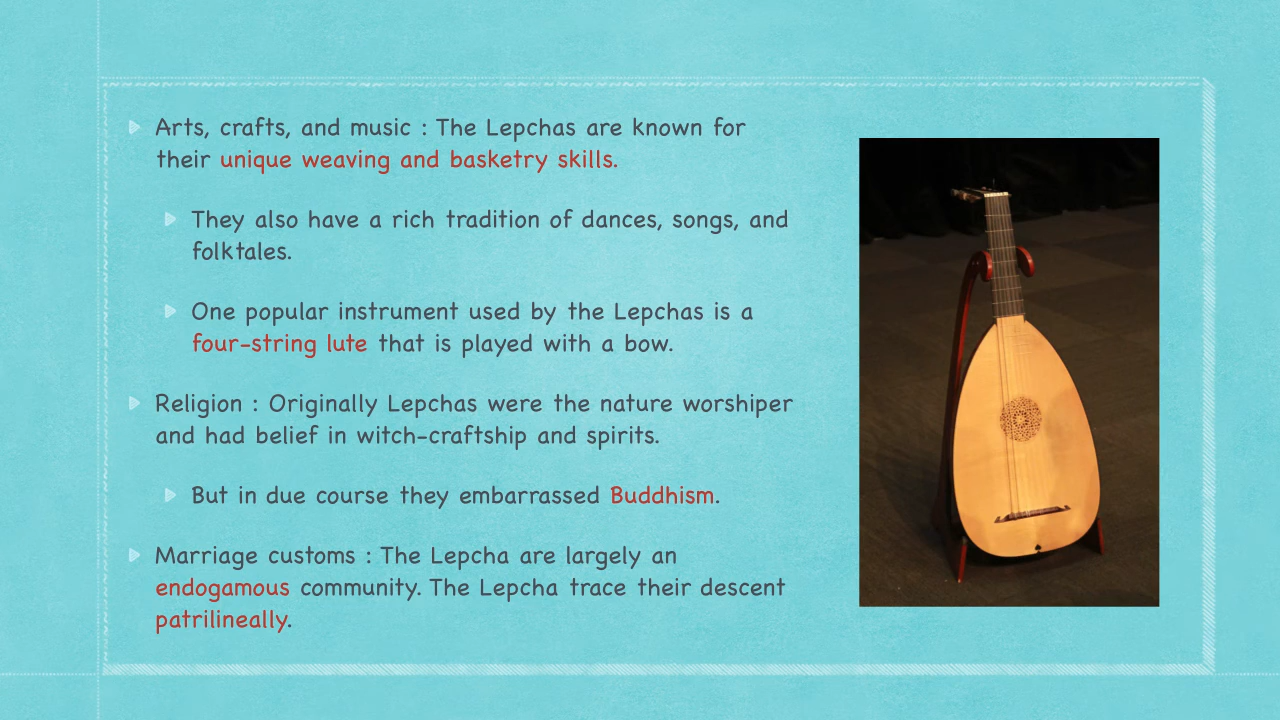 Arts, crafts, and music : The Lepchas are known for
their unique weaving and basketry skills.
They also have a rich tradition of dances, songs, and
folktales.
One popular instrument used by the Lepchas is a
four-string lute that is played with a bow.
Religion : Originally Lepchas were the nature worshiper
and had belief in witch-craftship and spirits.
But in due course they embarrassed Buddhism.
Marriage customs : The Lepcha are largely an
endogamous community. The Lepcha trace their descent
patrilineally.